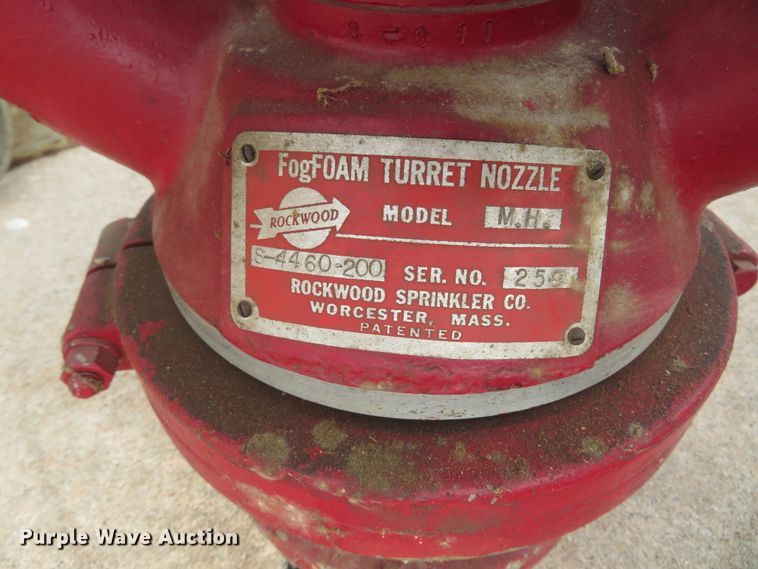 FogFOAM TURRET NOZZLE
ROCKWOOD
MODEL M.H.
S-4460-200 SER. NO.
ROCKWOOD SPRINKLER CO.
WORCESTER, MASS.
PATENTED
Purple Wave Auction